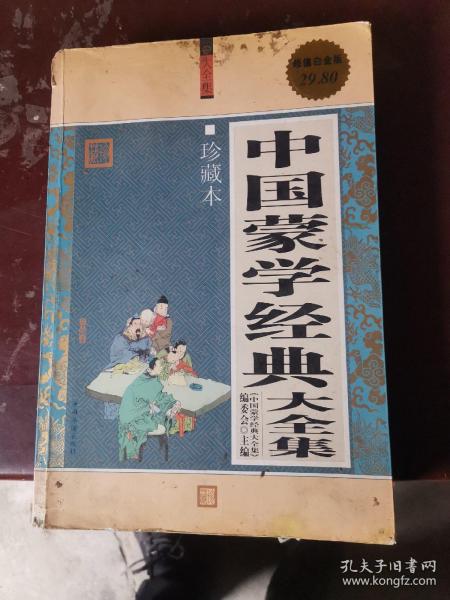 大全集
超值白金版
29.80
珍藏本
中国蒙学经典大全集
《中国蒙学经典大全集》
编委会◎主编
孔夫子旧书网
www.kongfz.com